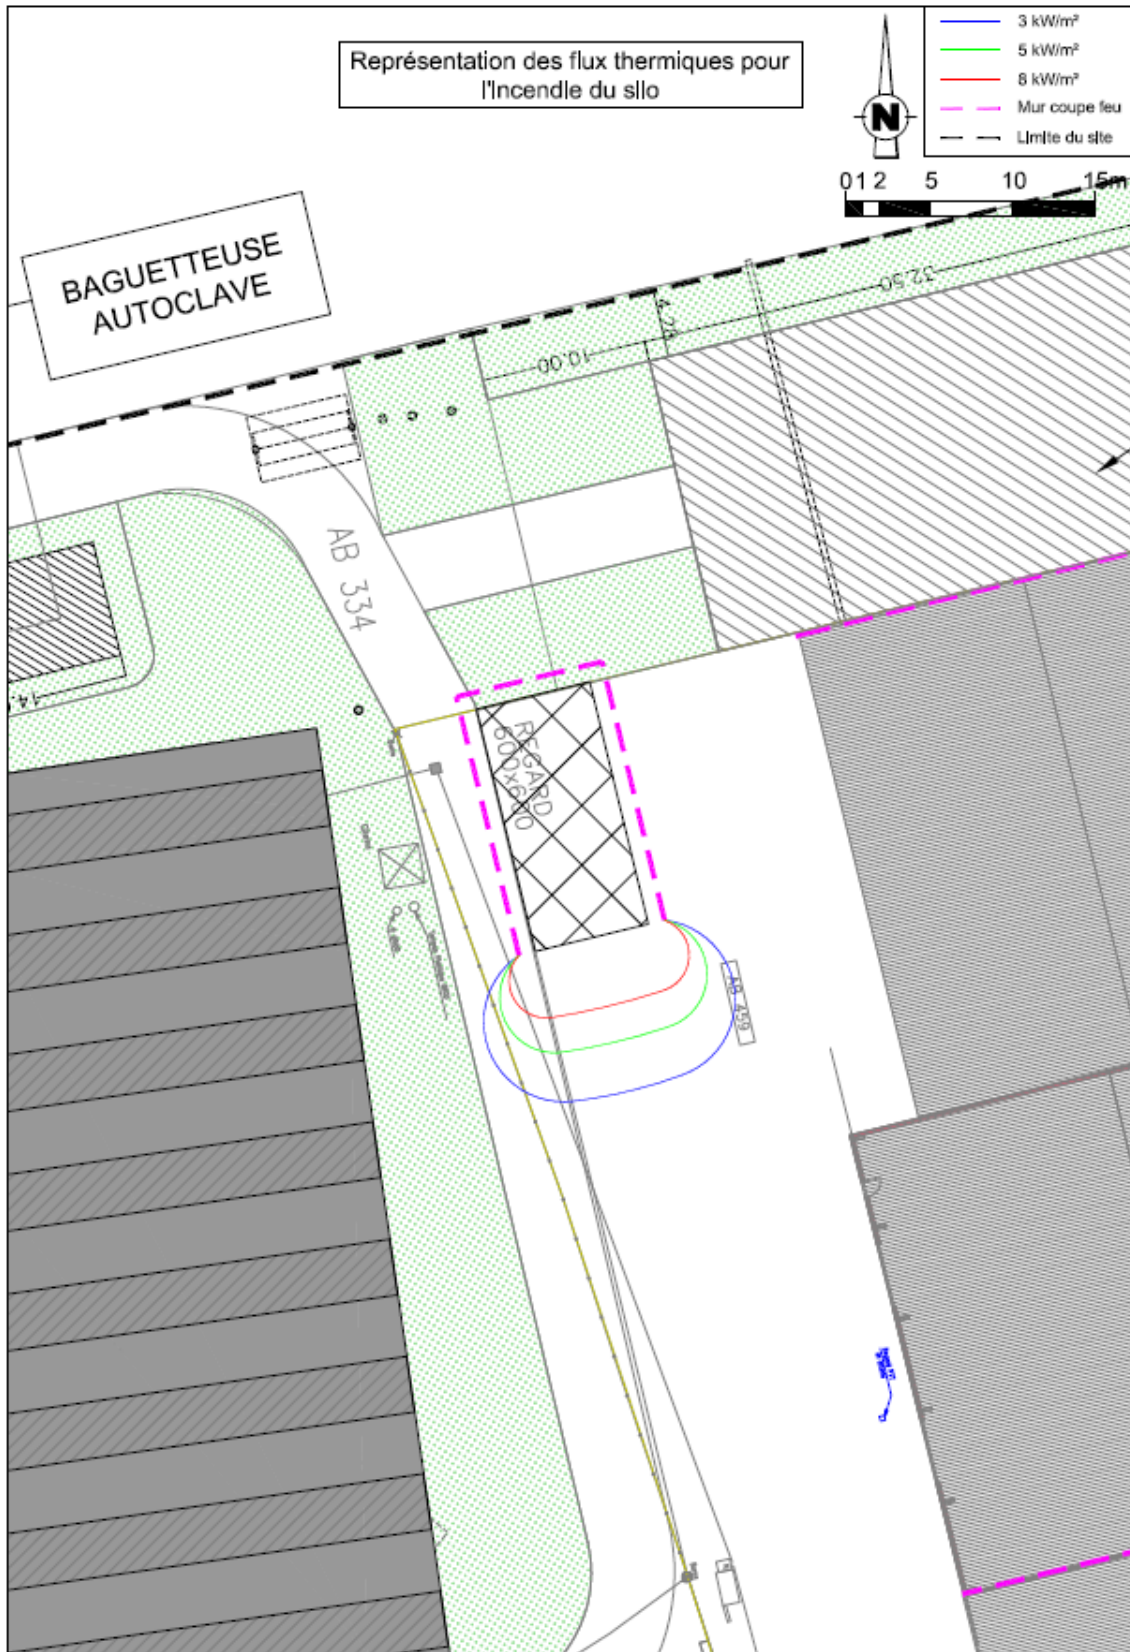 Représentation des flux thermiques pour
l'Incendie du silo
3 kW/m²
5 kW/m²
8 kW/m²
Mur coupe feu
Limite du site
N
0 1 2 5 10 15m
BAGUETTEUSE
AUTOCLAVE
32.50
4.20
10.00
AB 334
14.
REGARD
600x600
AB 459